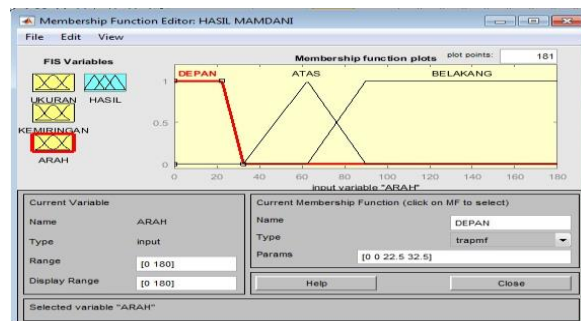 Membership Function Editor: HASIL MAMDANI
File Edit View
FIS Variables
UKURAN HASIL
KEMIRINGAN
ARAH
Membership function plots plot points: 181
DEPAN ATAS BELAKANG
1
0.5
0
0 20 40 60 80 100 120 140 160 180
input variable "ARAH"
Current Variable
Name ARAH
Type input
Range [0 180]
Display Range [0 180]
Current Membership Function (click on MF to select)
Name DEPAN
Type trapmf
Params [0 0 22.5 32.5]
Help Close
Selected variable "ARAH"